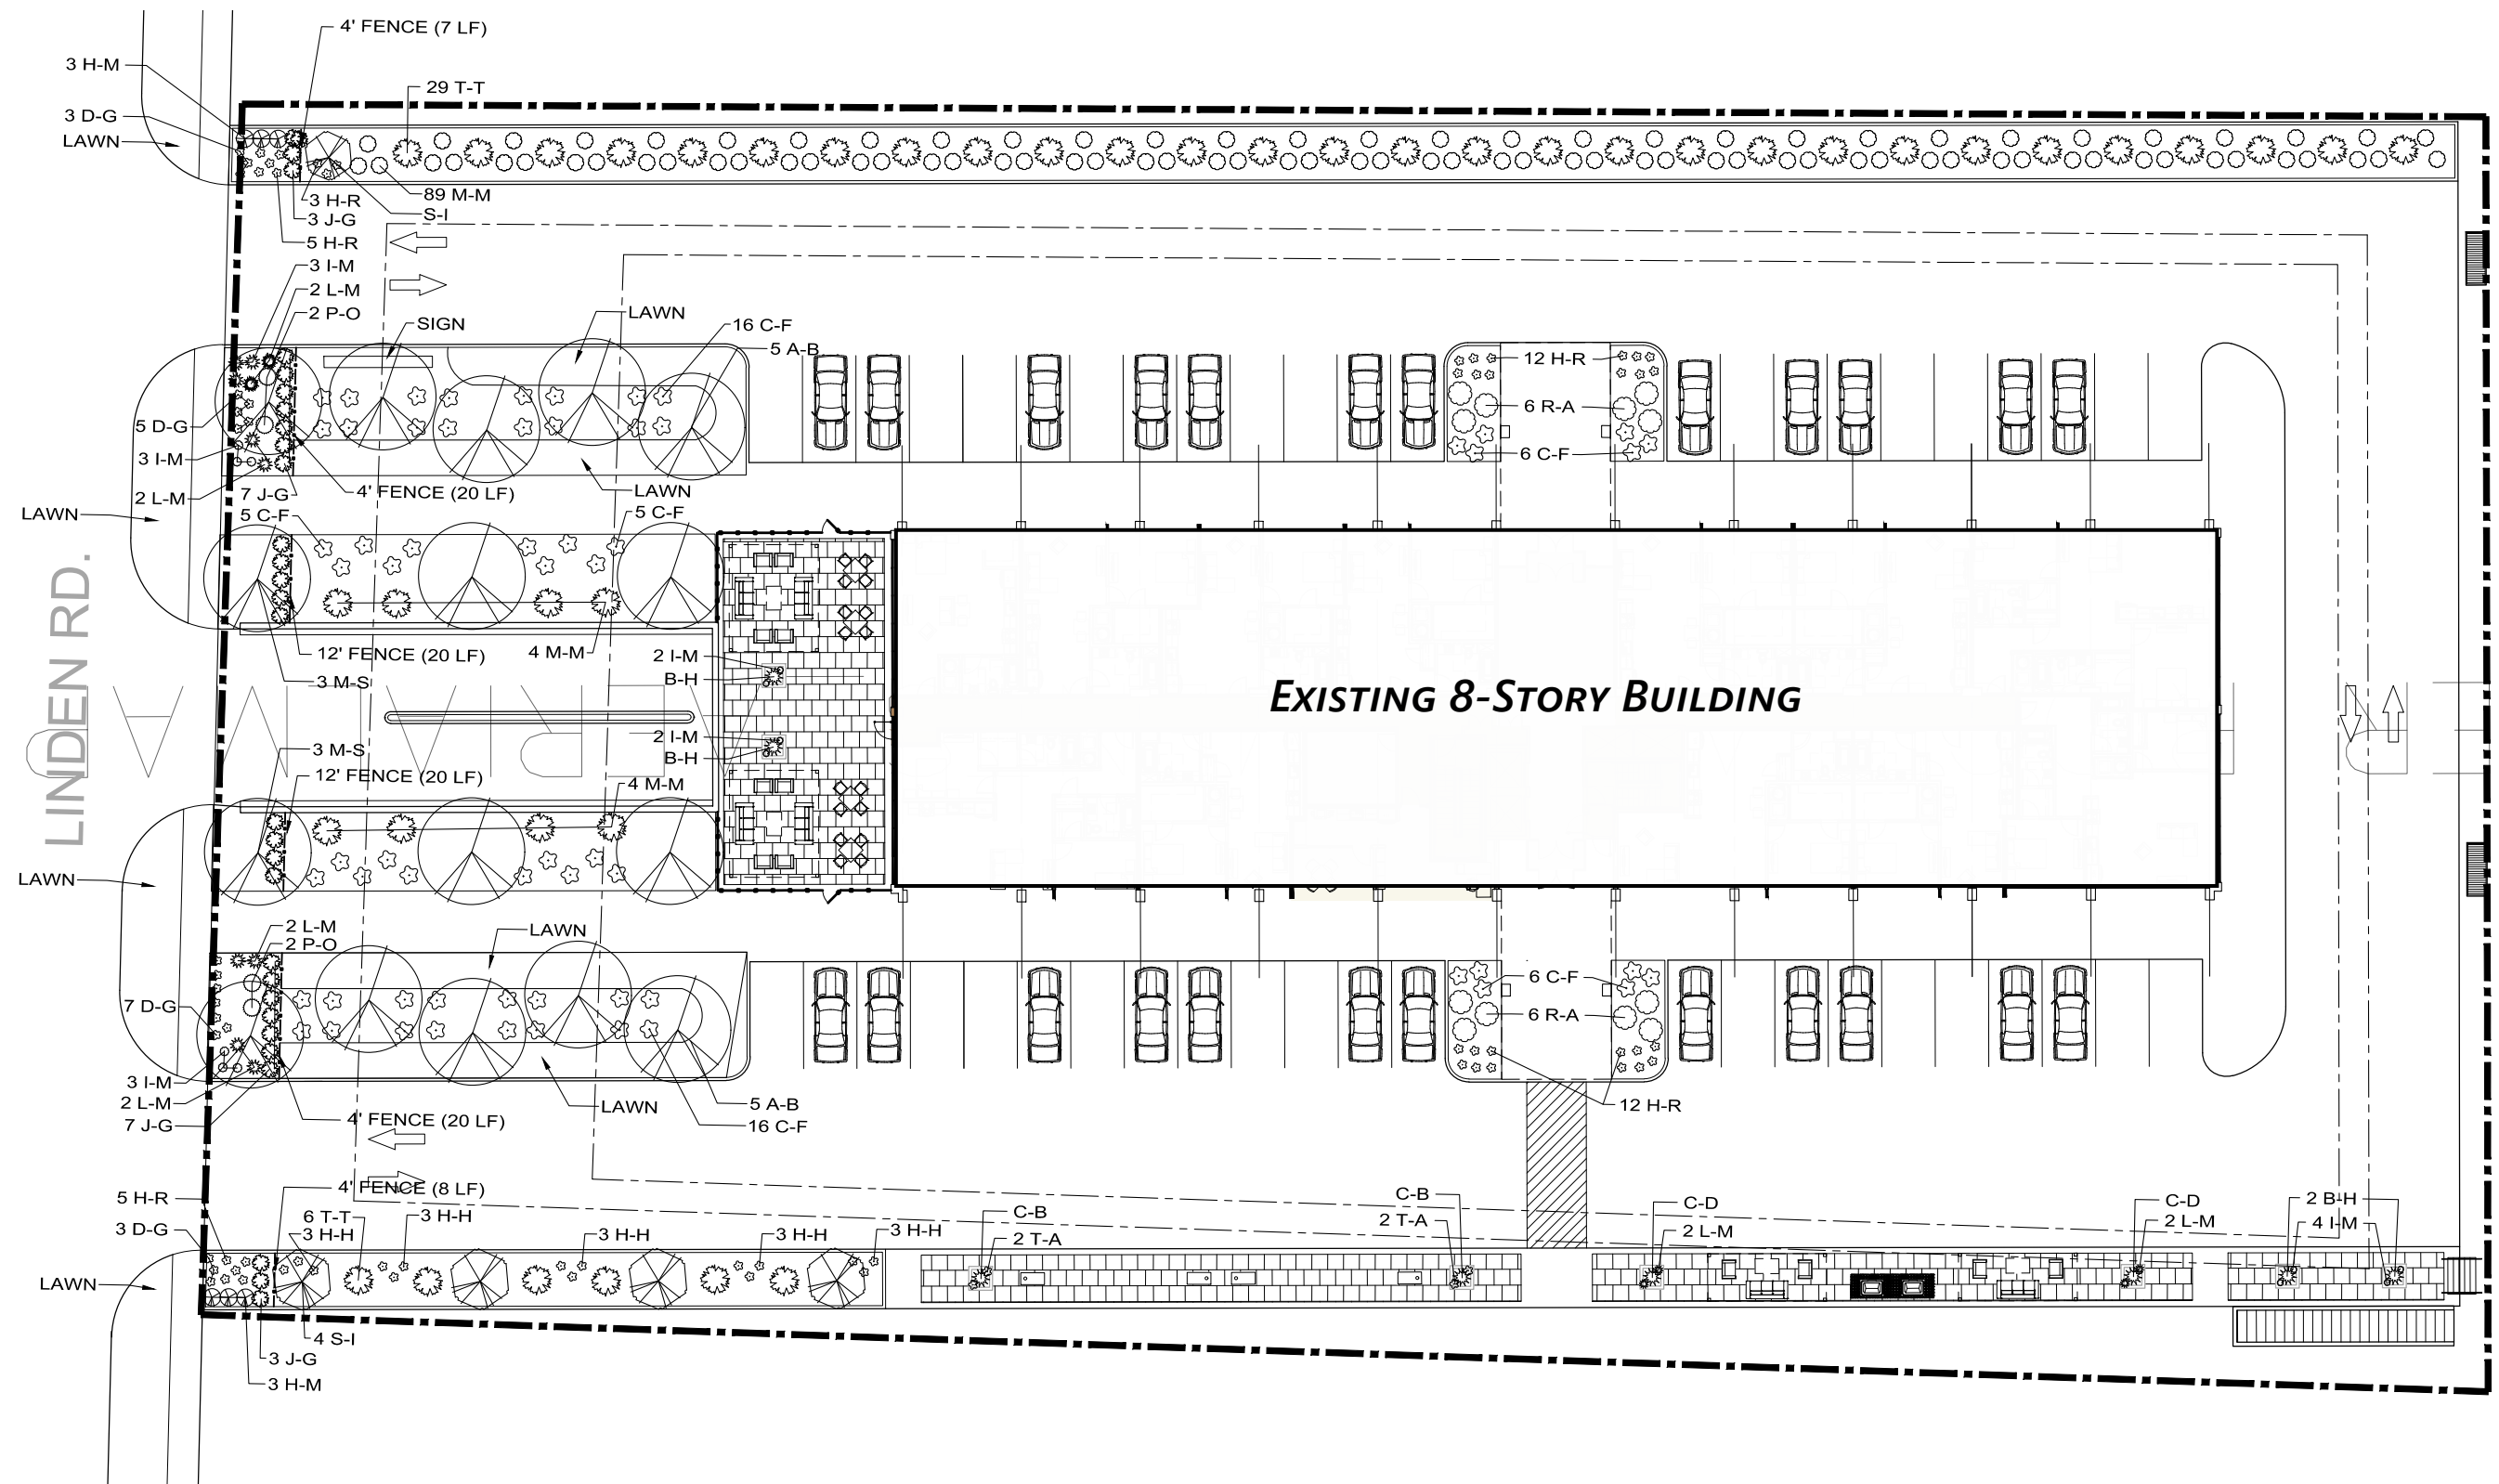 4' FENCE (7 LF)
3 H-M
29 T-T
3 D-G
LAWN
89 M-M
3 H-R
S-I
3 J-G
5 H-R
3 I-M
2 L-M
2 P-O
SIGN
LAWN
16 C-F
5 A-B
12 H-R
6 R-A
6 C-F
5 D-G
3 I-M
2 L-M
7 J-G
4' FENCE (20 LF)
LAWN
LAWN
5 C-F
5 C-F
12' FENCE (20 LF)
4 M-M
3 M-S
2 I-M
B-H
EXISTING 8-STORY BUILDING
LINDEN RD.
2 I-M
B-H
3 M-S
12' FENCE (20 LF)
4 M-M
LAWN
2 L-M
2 P-O
LAWN
7 D-G
6 C-F
6 R-A
3 I-M
2 L-M
7 J-G
4' FENCE (20 LF)
LAWN
5 A-B
16 C-F
12 H-R
5 H-R
3 D-G
4' FENCE (8 LF)
6 T-T
3 H-H
3 H-H
3 H-H
3 H-H
3 H-H
C-B
2 T-A
C-B
2 T-A
C-D
2 L-M
C-D
2 L-M
2 B-H
4 I-M
LAWN
4 S-I
3 J-G
3 H-M